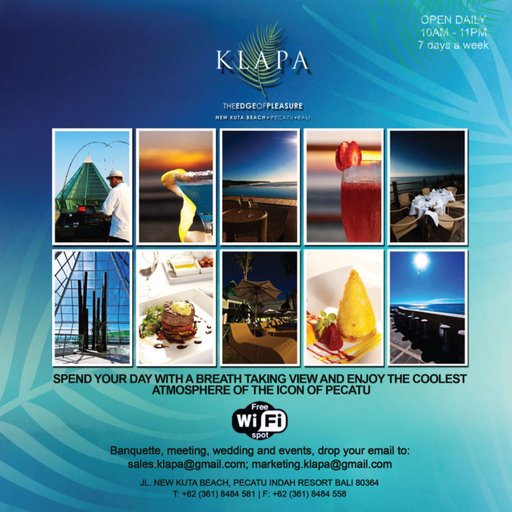 OPEN DAILY
10AM - 11PM
7 days a week
KLAPA
THEEDGEOFPLEASURE
NEW KUTA BEACH•PECATU•BALI
SPEND YOUR DAY WITH A BREATH TAKING VIEW AND ENJOY THE COOLEST
ATMOSPHERE OF THE ICON OF PECATU
Free
Wi Fi
spot
Banquette, meeting, wedding and events, drop your email to:
sales.klapa@gmail.com; marketing.klapa@gmail.com
JL. NEW KUTA BEACH, PECATU INDAH RESORT BALI 80364
T: +62 (361) 8484 581 | F: +62 (361) 8484 558